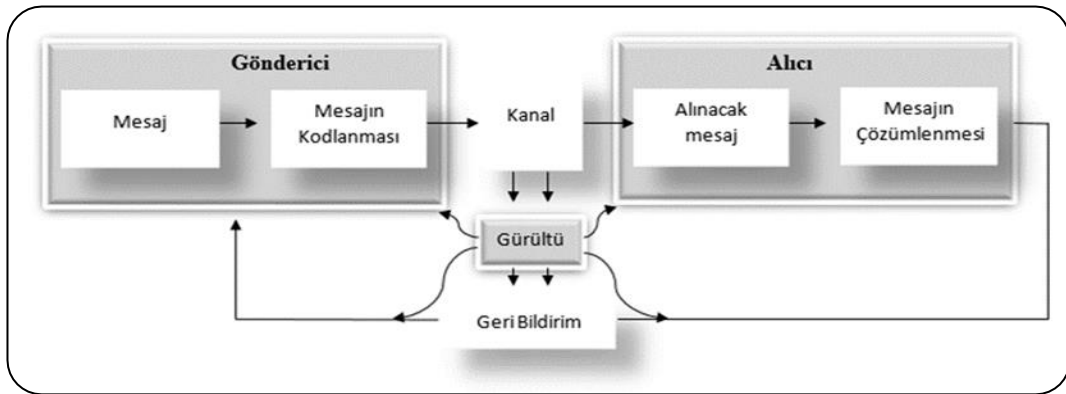 Gönderici
Mesaj
Mesajın
Kodlanması
Kanal
Alıcı
Alınacak
mesaj
Mesajın
Çözümlenmesi
Gürültü
Geri Bildirim